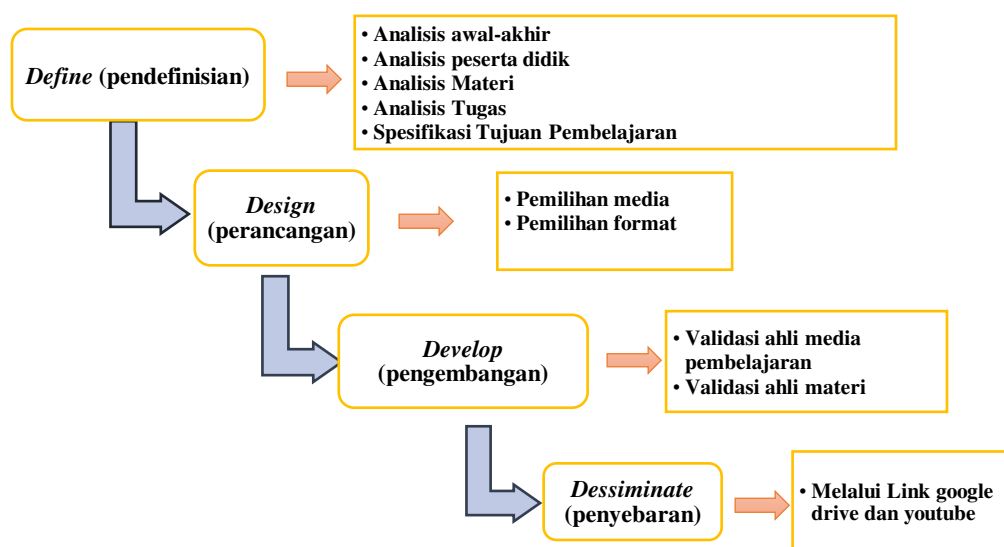 Define (pendefinisian)
• Analisis awal-akhir
• Analisis peserta didik
• Analisis Materi
• Analisis Tugas
• Spesifikasi Tujuan Pembelajaran
Design
(perancangan)
• Pemilihan media
• Pemilihan format
Develop
(pengembangan)
• Validasi ahli media
pembelajaran
• Validasi ahli materi
Dessiminate
(penyebaran)
• Melalui Link google
drive dan youtube